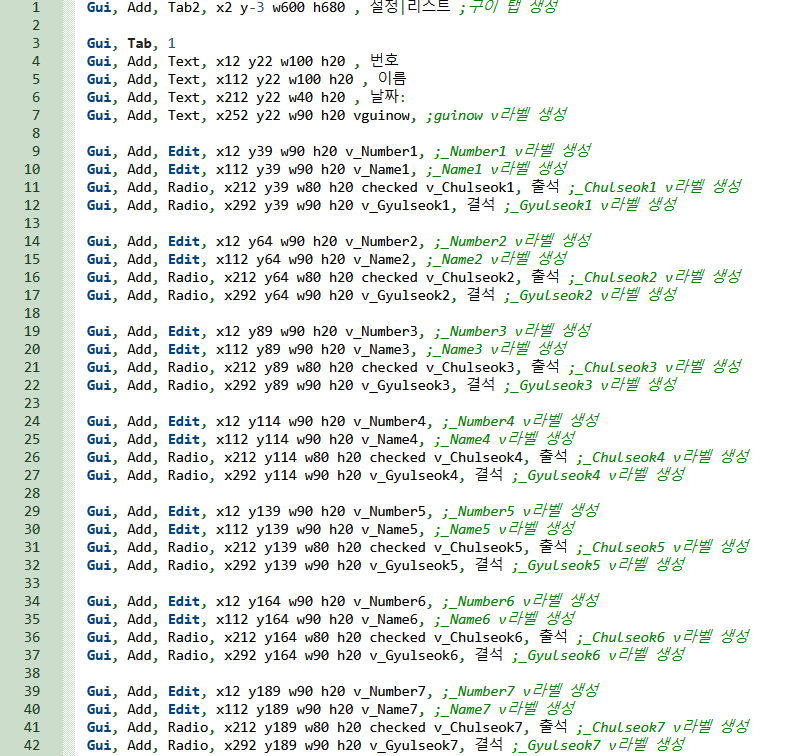 1 Gui, Add, Tab2, x2 y-3 w600 h680 , 설정|리스트 ;구이 탭 생성
2
3 Gui, Tab, 1
4 Gui, Add, Text, x12 y22 w100 h20 , 번호
5 Gui, Add, Text, x112 y22 w100 h20 , 이름
6 Gui, Add, Text, x212 y22 w40 h20 , 날짜:
7 Gui, Add, Text, x252 y22 w90 h20 vguinow, ;guinow v라벨 생성
8
9 Gui, Add, Edit, x12 y39 w90 h20 v_Number1, ;_Number1 v라벨 생성
10 Gui, Add, Edit, x112 y39 w90 h20 v_Name1, ;_Name1 v라벨 생성
11 Gui, Add, Radio, x212 y39 w80 h20 checked v_Chulseok1, 출석 ;_Chulseok1 v라벨 생성
12 Gui, Add, Radio, x292 y39 w90 h20 v_Gyulseok1, 결석 ;_Gyulseok1 v라벨 생성
13
14 Gui, Add, Edit, x12 y64 w90 h20 v_Number2, ;_Number2 v라벨 생성
15 Gui, Add, Edit, x112 y64 w90 h20 v_Name2, ;_Name2 v라벨 생성
16 Gui, Add, Radio, x212 y64 w80 h20 checked v_Chulseok2, 출석 ;_Chulseok2 v라벨 생성
17 Gui, Add, Radio, x292 y64 w90 h20 v_Gyulseok2, 결석 ;_Gyulseok2 v라벨 생성
18
19 Gui, Add, Edit, x12 y89 w90 h20 v_Number3, ;_Number3 v라벨 생성
20 Gui, Add, Edit, x112 y89 w90 h20 v_Name3, ;_Name3 v라벨 생성
21 Gui, Add, Radio, x212 y89 w80 h20 checked v_Chulseok3, 출석 ;_Chulseok3 v라벨 생성
22 Gui, Add, Radio, x292 y89 w90 h20 v_Gyulseok3, 결석 ;_Gyulseok3 v라벨 생성
23
24 Gui, Add, Edit, x12 y114 w90 h20 v_Number4, ;_Number4 v라벨 생성
25 Gui, Add, Edit, x112 y114 w90 h20 v_Name4, ;_Name4 v라벨 생성
26 Gui, Add, Radio, x212 y114 w80 h20 checked v_Chulseok4, 출석 ;_Chulseok4 v라벨 생성
27 Gui, Add, Radio, x292 y114 w90 h20 v_Gyulseok4, 결석 ;_Gyulseok4 v라벨 생성
28
29 Gui, Add, Edit, x12 y139 w90 h20 v_Number5, ;_Number5 v라벨 생성
30 Gui, Add, Edit, x112 y139 w90 h20 v_Name5, ;_Name5 v라벨 생성
31 Gui, Add, Radio, x212 y139 w80 h20 checked v_Chulseok5, 출석 ;_Chulseok5 v라벨 생성
32 Gui, Add, Radio, x292 y139 w90 h20 v_Gyulseok5, 결석 ;_Gyulseok5 v라벨 생성
33
34 Gui, Add, Edit, x12 y164 w90 h20 v_Number6, ;_Number6 v라벨 생성
35 Gui, Add, Edit, x112 y164 w90 h20 v_Name6, ;_Name6 v라벨 생성
36 Gui, Add, Radio, x212 y164 w80 h20 checked v_Chulseok6, 출석 ;_Chulseok6 v라벨 생성
37 Gui, Add, Radio, x292 y164 w90 h20 v_Gyulseok6, 결석 ;_Gyulseok6 v라벨 생성
38
39 Gui, Add, Edit, x12 y189 w90 h20 v_Number7, ;_Number7 v라벨 생성
40 Gui, Add, Edit, x112 y189 w90 h20 v_Name7, ;_Name7 v라벨 생성
41 Gui, Add, Radio, x212 y189 w80 h20 checked v_Chulseok7, 출석 ;_Chulseok7 v라벨 생성
42 Gui, Add, Radio, x292 y189 w90 h20 v_Gyulseok7, 결석 ;_Gyulseok7 v라벨 생성